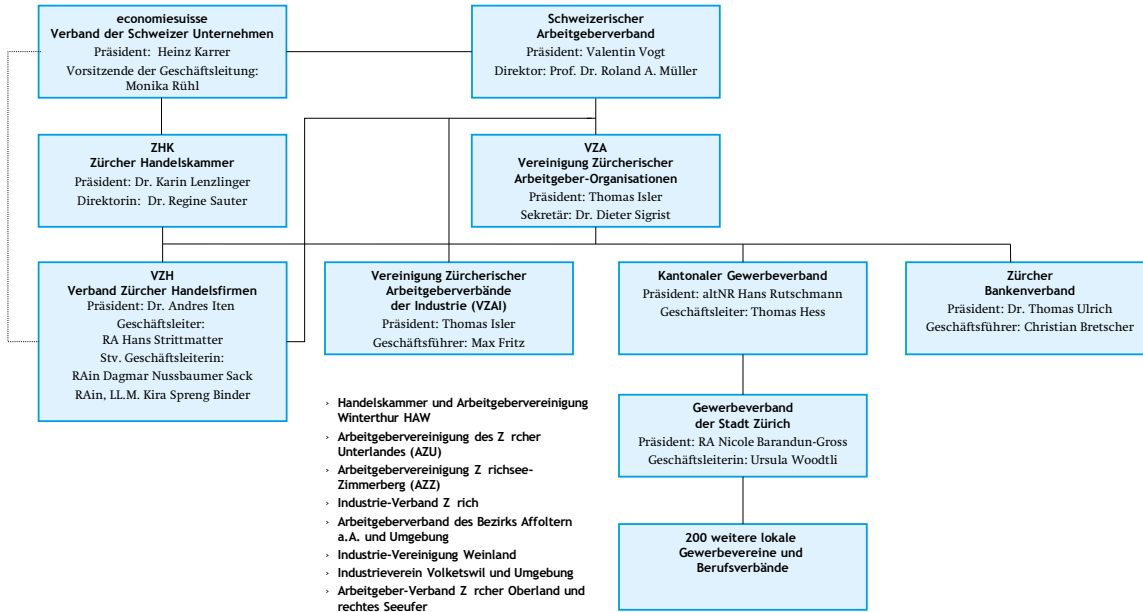 economiesuisse
Verband der Schweizer Unternehmen
Präsident: Heinz Karrer
Vorsitzende der Geschäftsleitung:
Monika Rühl
Schweizerischer
Arbeitgeberverband
Präsident: Valentin Vogt
Direktor: Prof. Dr. Roland A. Müller
ZHK
Zürcher Handelskammer
Präsident: Dr. Karin Lenzlinger
Direktorin: Dr. Regine Sauter
VZA
Vereinigung Zürcherischer
Arbeitgeber-Organisationen
Präsident: Thomas Isler
Sekretär: Dr. Dieter Sigrist
VZH
Verband Zürcher Handelsfirmen
Präsident: Dr. Andres Iten
Geschäftsleiter:
RA Hans Strittmatter
Stv. Geschäftsleiterin:
RAin Dagmar Nussbaumer Sack
RAin, LL.M. Kira Spreng Binder
Vereinigung Zürcherischer
Arbeitgeberverbände
der Industrie (VZAI)
Präsident: Thomas Isler
Geschäftsführer: Max Fritz
Kantonaler Gewerbeverband
Präsident: altNR Hans Rutschmann
Geschäftsleiter: Thomas Hess
Zürcher
Bankenverband
Präsident: Dr. Thomas Ulrich
Geschäftsführer: Christian Bretscher
› Handelskammer und Arbeitgebervereinigung
Winterthur HAW
› Arbeitgebervereinigung des Z rcher
Unterlandes (AZU)
› Arbeitgebervereinigung Z richsee-
Zimmerberg (AZZ)
› Industrie-Verband Z rich
› Arbeitgeberverband des Bezirks Affoltern
a.A. und Umgebung
› Industrie-Vereinigung Weinland
› Industrieverein Volketswil und Umgebung
› Arbeitgeber-Verband Z rcher Oberland und
rechtes Seeufer
Gewerbeverband
der Stadt Zürich
Präsident: RA Nicole Barandun-Gross
Geschäftsleiterin: Ursula Woodtli
200 weitere lokale
Gewerbevereine und
Berufsverbände